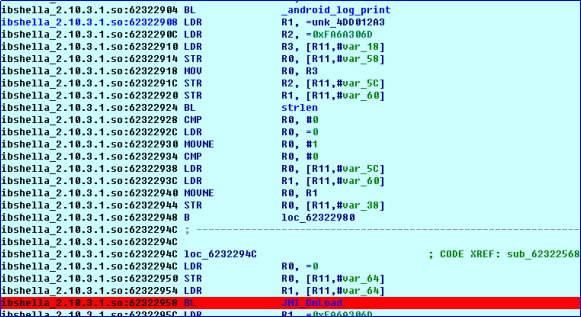 ibshella_2.10.3.1.so:62322904 BL _android_log_print
ibshella_2.10.3.1.so:62322908 LDR R1, =unk_4DD012A3
ibshella_2.10.3.1.so:6232290C LDR R2, =0xFA6A306D
ibshella_2.10.3.1.so:62322910 LDR R3, [R11,#var_18]
ibshella_2.10.3.1.so:62322914 STR R0, [R11,#var_58]
ibshella_2.10.3.1.so:62322918 MOV R0, R3
ibshella_2.10.3.1.so:6232291C STR R2, [R11,#var_5C]
ibshella_2.10.3.1.so:62322920 STR R1, [R11,#var_60]
ibshella_2.10.3.1.so:62322924 BL strlen
ibshella_2.10.3.1.so:62322928 CMP R0, #0
ibshella_2.10.3.1.so:6232292C LDR R0, =0
ibshella_2.10.3.1.so:62322930 MOVNE R0, #1
ibshella_2.10.3.1.so:62322934 CMP R0, #0
ibshella_2.10.3.1.so:62322938 LDR R0, [R11,#var_5C]
ibshella_2.10.3.1.so:6232293C LDR R1, [R11,#var_60]
ibshella_2.10.3.1.so:62322940 MOVNE R0, R1
ibshella_2.10.3.1.so:62322944 STR R0, [R11,#var_38]
ibshella_2.10.3.1.so:62322948 B loc_62322980
ibshella_2.10.3.1.so:6232294C ; ---------------------------------------------------------------------------
ibshella_2.10.3.1.so:6232294C
ibshella_2.10.3.1.so:6232294C loc_6232294C ; CODE XREF: sub_62322568
ibshella_2.10.3.1.so:6232294C LDR R0, =0
ibshella_2.10.3.1.so:62322950 STR R0, [R11,#var_64]
ibshella_2.10.3.1.so:62322954 LDR R1, [R11,#var_64]
ibshella_2.10.3.1.so:62322958 BL JNI_OnLoad
ibshella_2.10.3.1.so:6232295C LDR R1, =0xFA6A306D